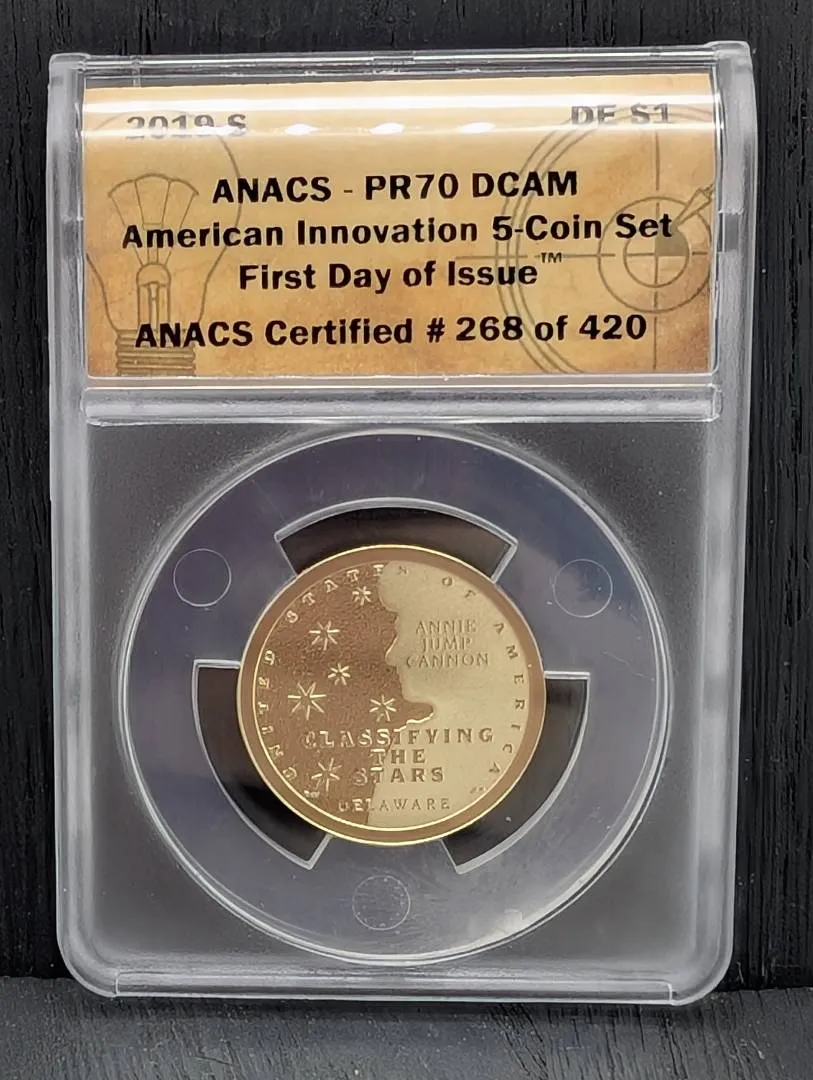 2019 S DE $1
ANACS - PR70 DCAM
American Innovation 5-Coin Set
First Day of Issue™
ANACS Certified # 268 of 420
UNITED STATES OF AMERICA
ANNIE
JUMP
CANNON
CLASSIFYING
THE
STARS
DELAWARE